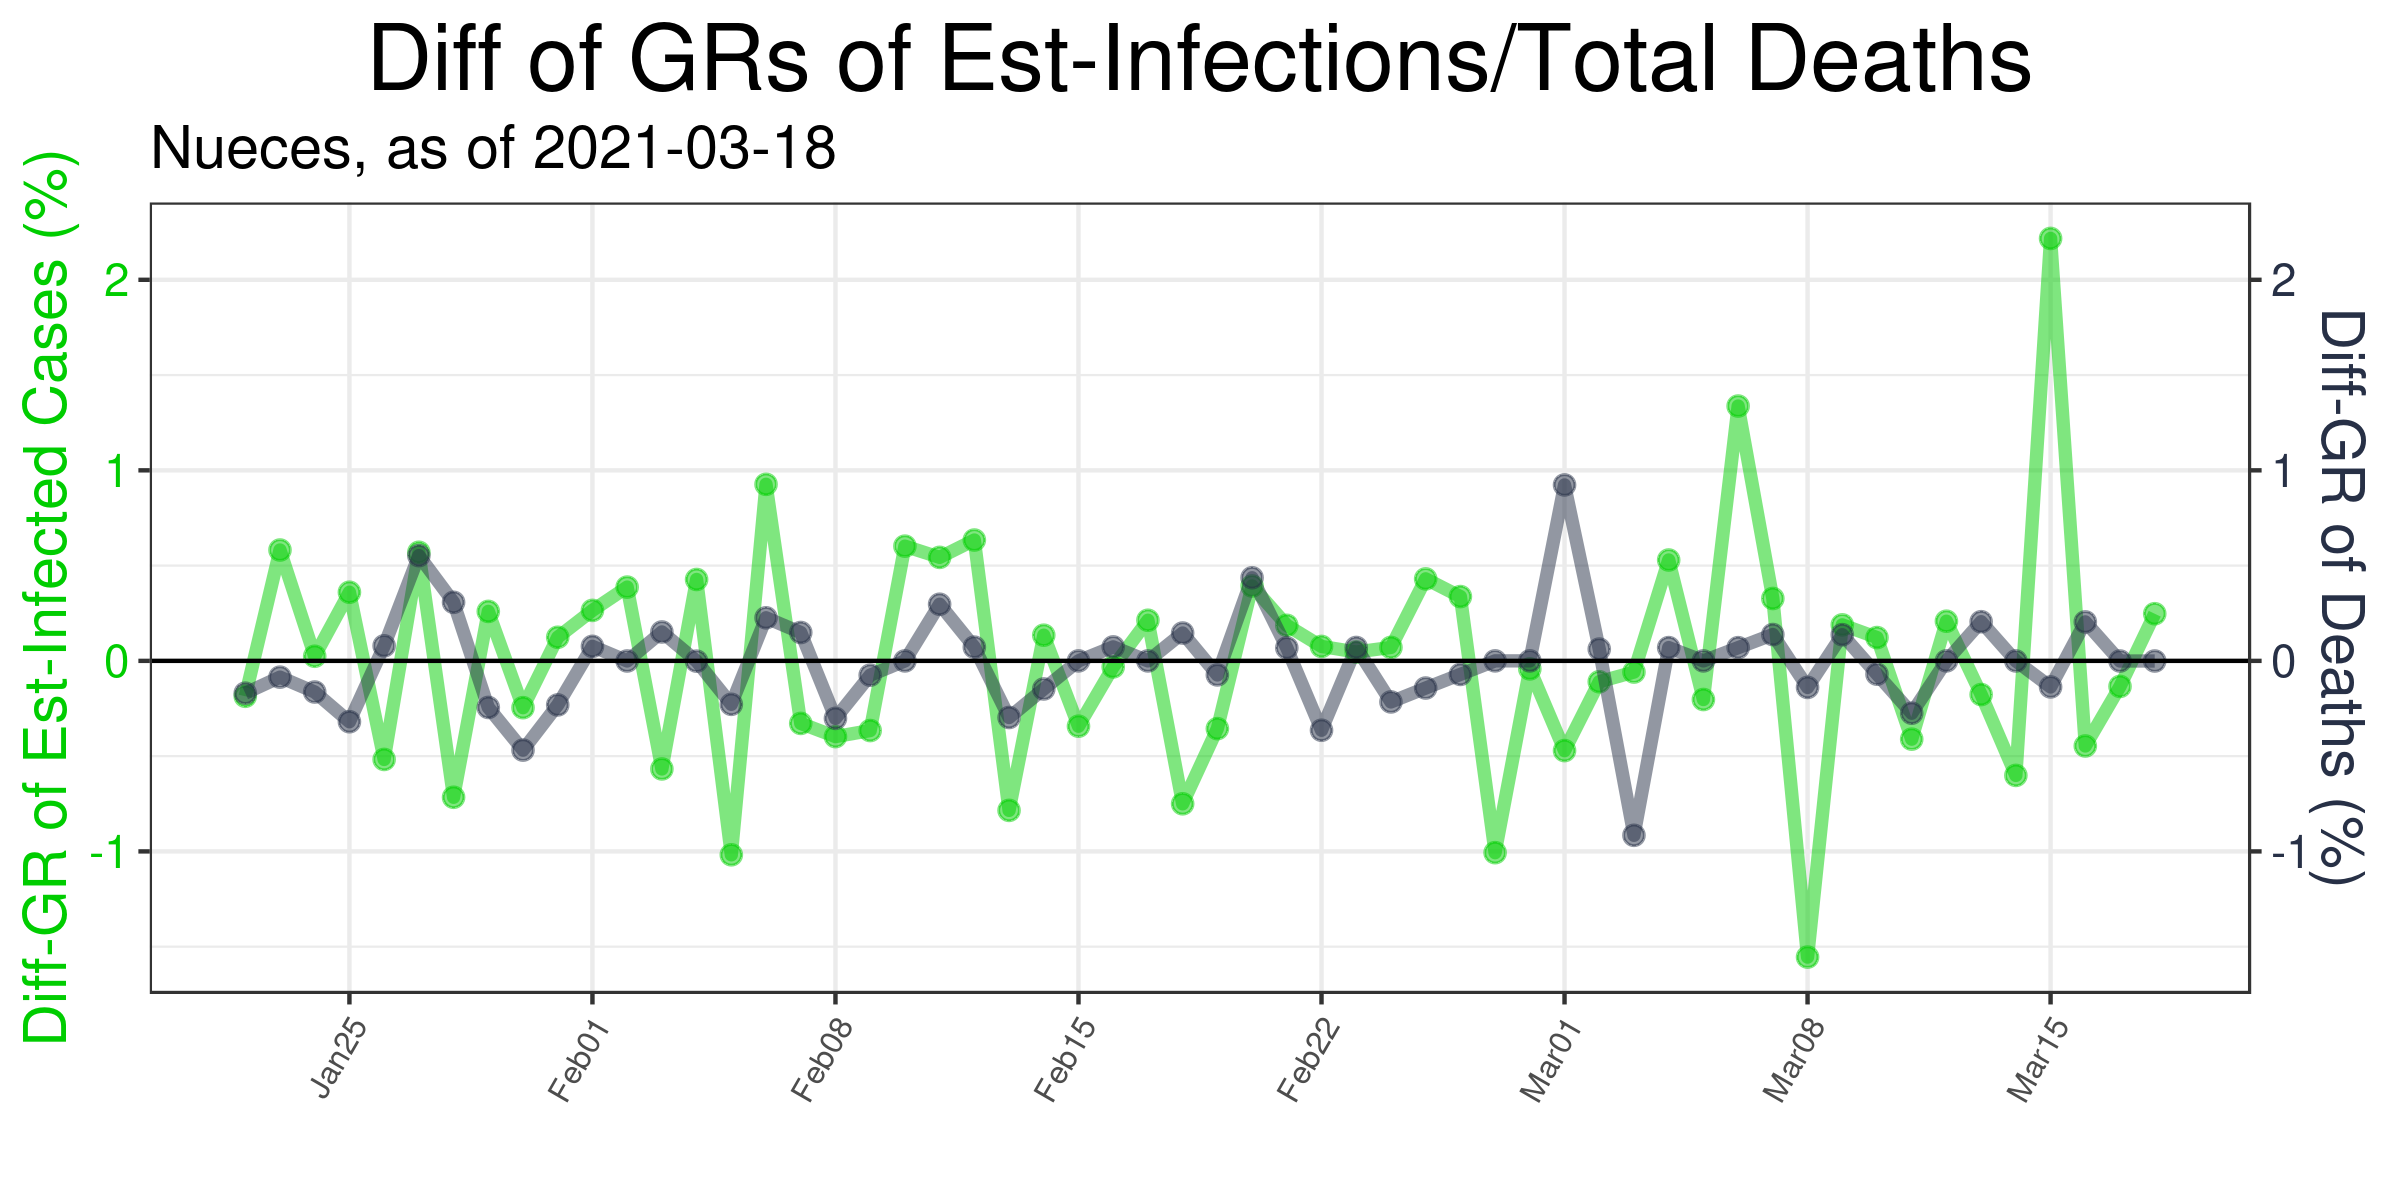 Diff of GRs of Est-Infections/Total Deaths
Nueces, as of 2021-03-18
Diff-GR of Est-Infected Cases (%)
2
1
0
-1
2
1
0
-1
Diff-GR of Deaths (%)
Jan25
Feb01
Feb08
Feb15
Feb22
Mar01
Mar08
Mar15